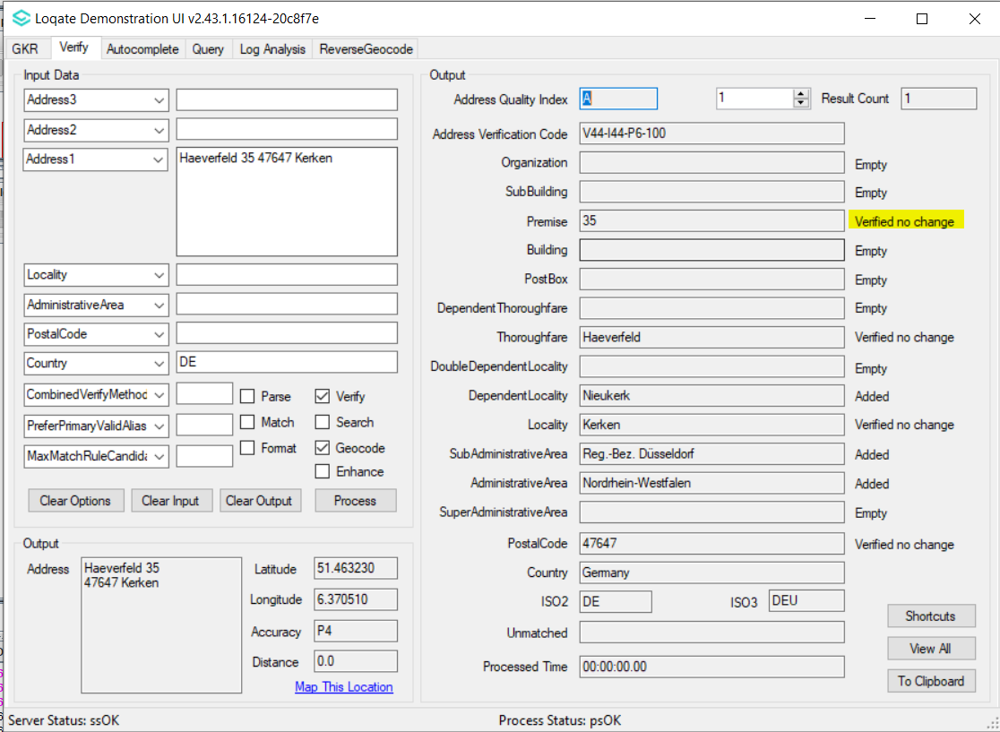 Loqate Demonstration UI v2.43.1.16124-20c8f7e
GKR Verify Autocomplete Query Log Analysis ReverseGeocode
Input Data
Address3
Address2
Address1 Haeverfeld 35 47647 Kerken
Locality
AdministrativeArea
PostalCode
Country DE
CombinedVerifyMethod Parse Verify
PreferPrimaryValidAlias Match Search
MaxMatchRuleCandida Format Geocode
Enhance
Clear Options Clear Input Clear Output Process
Output
Address Haeverfeld 35
47647 Kerken
Latitude 51.463230
Longitude 6.370510
Accuracy P4
Distance 0.0
Map This Location
Output
Address Quality Index A 1 Result Count 1
Address Verification Code V44-I44-P6-100
Organization Empty
SubBuilding Empty
Premise 35 Verified no change
Building Empty
PostBox Empty
DependentThoroughfare Empty
Thoroughfare Haeverfeld Verified no change
DoubleDependentLocality Empty
DependentLocality Nieukerk Added
Locality Kerken Verified no change
SubAdministrativeArea Reg.-Bez. Düsseldorf Added
AdministrativeArea Nordrhein-Westfalen Added
SuperAdministrativeArea Empty
PostalCode 47647 Verified no change
Country Germany
ISO2 DE ISO3 DEU
Unmatched
Processed Time 00:00:00.00
Shortcuts
View All
To Clipboard
Server Status: ssOK Process Status: psOK